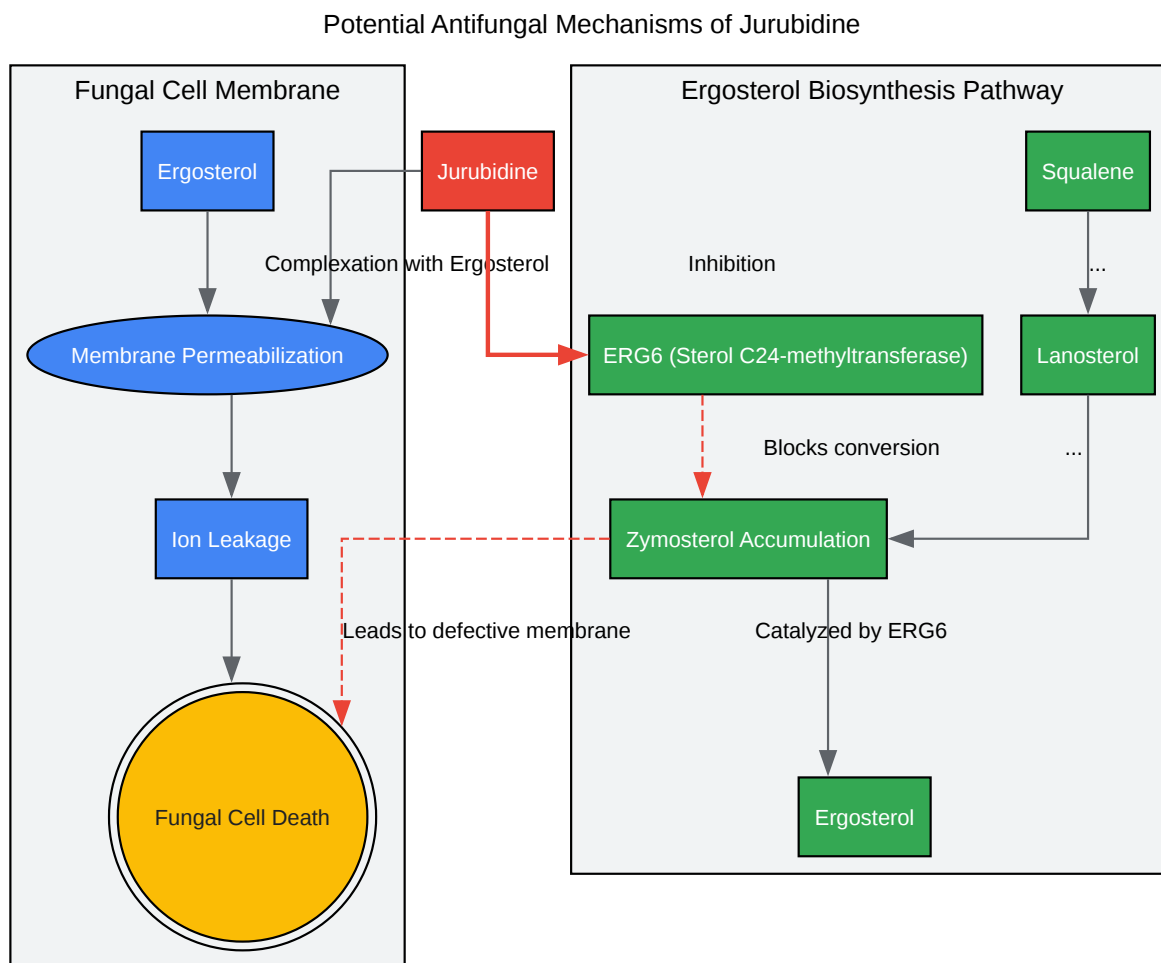 Potential Antifungal Mechanisms of Jurubidine
Fungal Cell Membrane
Ergosterol Biosynthesis Pathway
Ergosterol
Jurubidine
Squalene
Complexation with Ergosterol
Inhibition
...
Membrane Permeabilization
ERG6 (Sterol C24-methyltransferase)
Lanosterol
Blocks conversion
...
Ion Leakage
Zymosterol Accumulation
Leads to defective membrane
Catalyzed by ERG6
Fungal Cell Death
Ergosterol